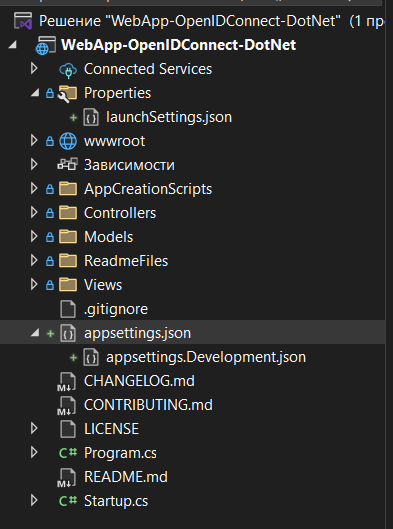 Решение "WebApp-OpenIDConnect-DotNet" (1 пр
WebApp-OpenIDConnect-DotNet
Connected Services
Properties
launchSettings.json
wwwroot
Зависимости
AppCreationScripts
Controllers
Models
ReadmeFiles
Views
.gitignore
appsettings.json
appsettings.Development.json
CHANGELOG.md
CONTRIBUTING.md
LICENSE
C# Program.cs
README.md
C# Startup.cs